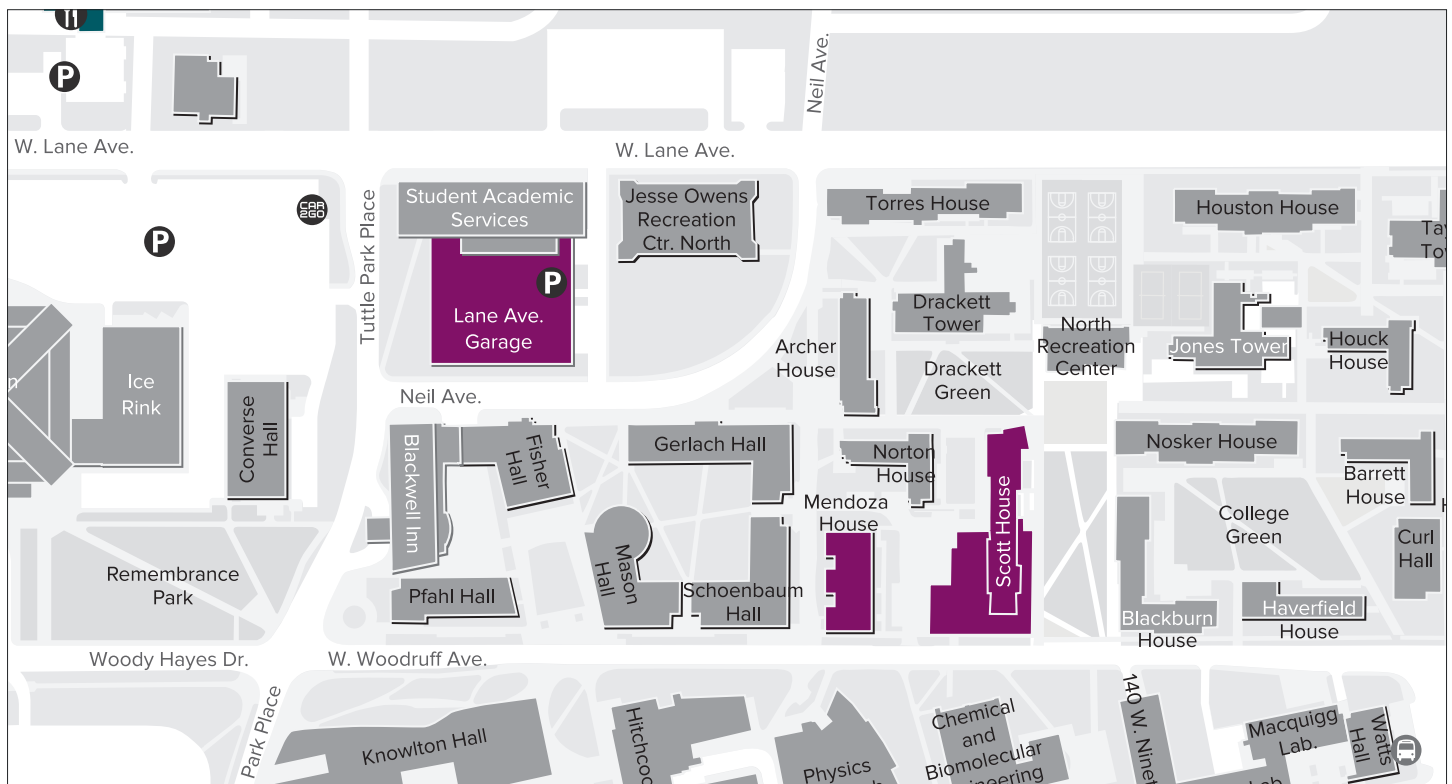 P
W. Lane Ave.
W. Lane Ave.
Neil Ave.
CAR
2GO
P
Tuttle Park Place
Student Academic
Services
P
Lane Ave.
Garage
Jesse Owens
Recreation
Ctr. North
Torres House
Houston House
Drackett
Tower
North
Recreation
Center
Jones Tower
Houck
House
Archer
House
Drackett
Green
Ice
Rink
Converse
Hall
Neil Ave.
Blackwell Inn
Fisher
Hall
Gerlach Hall
Norton
House
Mendoza
House
Scott House
Nosker House
Barrett
House
College
Green
Curl
Hall
Remembrance
Park
Pfahl Hall
Mason
Hall
Schoenbaum
Hall
Blackburn
House
Haverfield
House
Woody Hayes Dr.
W. Woodruff Ave.
Park Place
Knowlton Hall
Physics
Chemical
and
Biomolecular
140 W.
Macquigg
Lab.
Watts
Hall